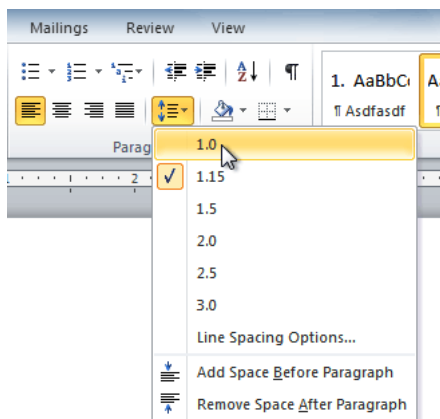 Mailings Review View
1. AaBbCc
¶ Asdfasdf
Parag
1.0
2
1.15
1.5
2.0
2.5
3.0
Line Spacing Options...
Add Space Before Paragraph
Remove Space After Paragraph